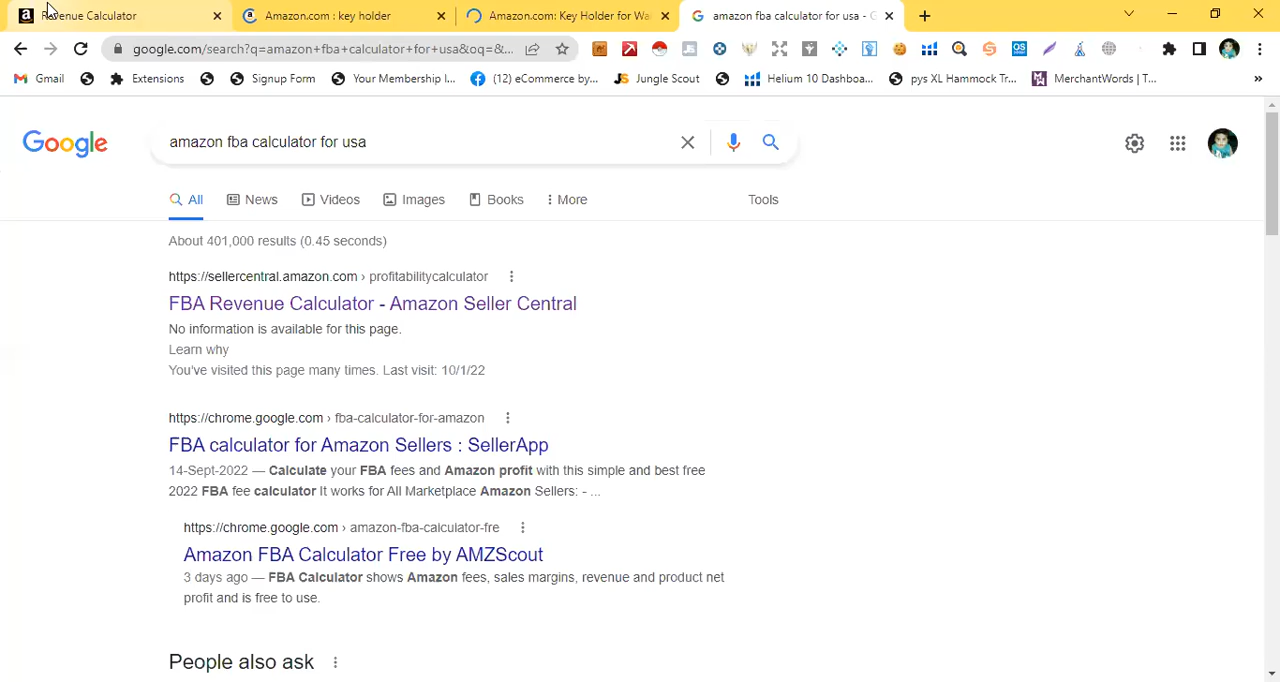 Revenue Calculator
Amazon.com : key holder
Amazon.com: Key Holder for Wa
amazon fba calculator for usa - G
google.com/search?q=amazon+fba+calculator+for+usa&oq=&...
Gmail
Extensions
Signup Form
Your Membership I...
(12) eCommerce by...
Jungle Scout
Helium 10 Dashboa...
pys XL Hammock Tr...
MerchantWords | T...
»
Google
amazon fba calculator for usa
All
News
Videos
Images
Books
More
Tools
About 401,000 results (0.45 seconds)
https://sellercentral.amazon.com › profitabilitycalculator
FBA Revenue Calculator - Amazon Seller Central
No information is available for this page.
Learn why
You've visited this page many times. Last visit: 10/1/22
https://chrome.google.com › fba-calculator-for-amazon
FBA calculator for Amazon Sellers : SellerApp
14-Sept-2022 — Calculate your FBA fees and Amazon profit with this simple and best free
2022 FBA fee calculator It works for All Marketplace Amazon Sellers: - ...
https://chrome.google.com › amazon-fba-calculator-fre
Amazon FBA Calculator Free by AMZScout
3 days ago — FBA Calculator shows Amazon fees, sales margins, revenue and product net
profit and is free to use.
People also ask